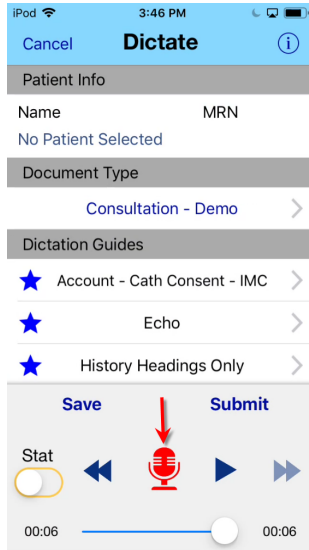 iPod 3:46 PM
Cancel Dictate i
Patient Info
Name MRN
No Patient Selected
Document Type
Consultation - Demo
Dictation Guides
Account - Cath Consent - IMC
Echo
History Headings Only
Save Submit
Stat
00:06 00:06